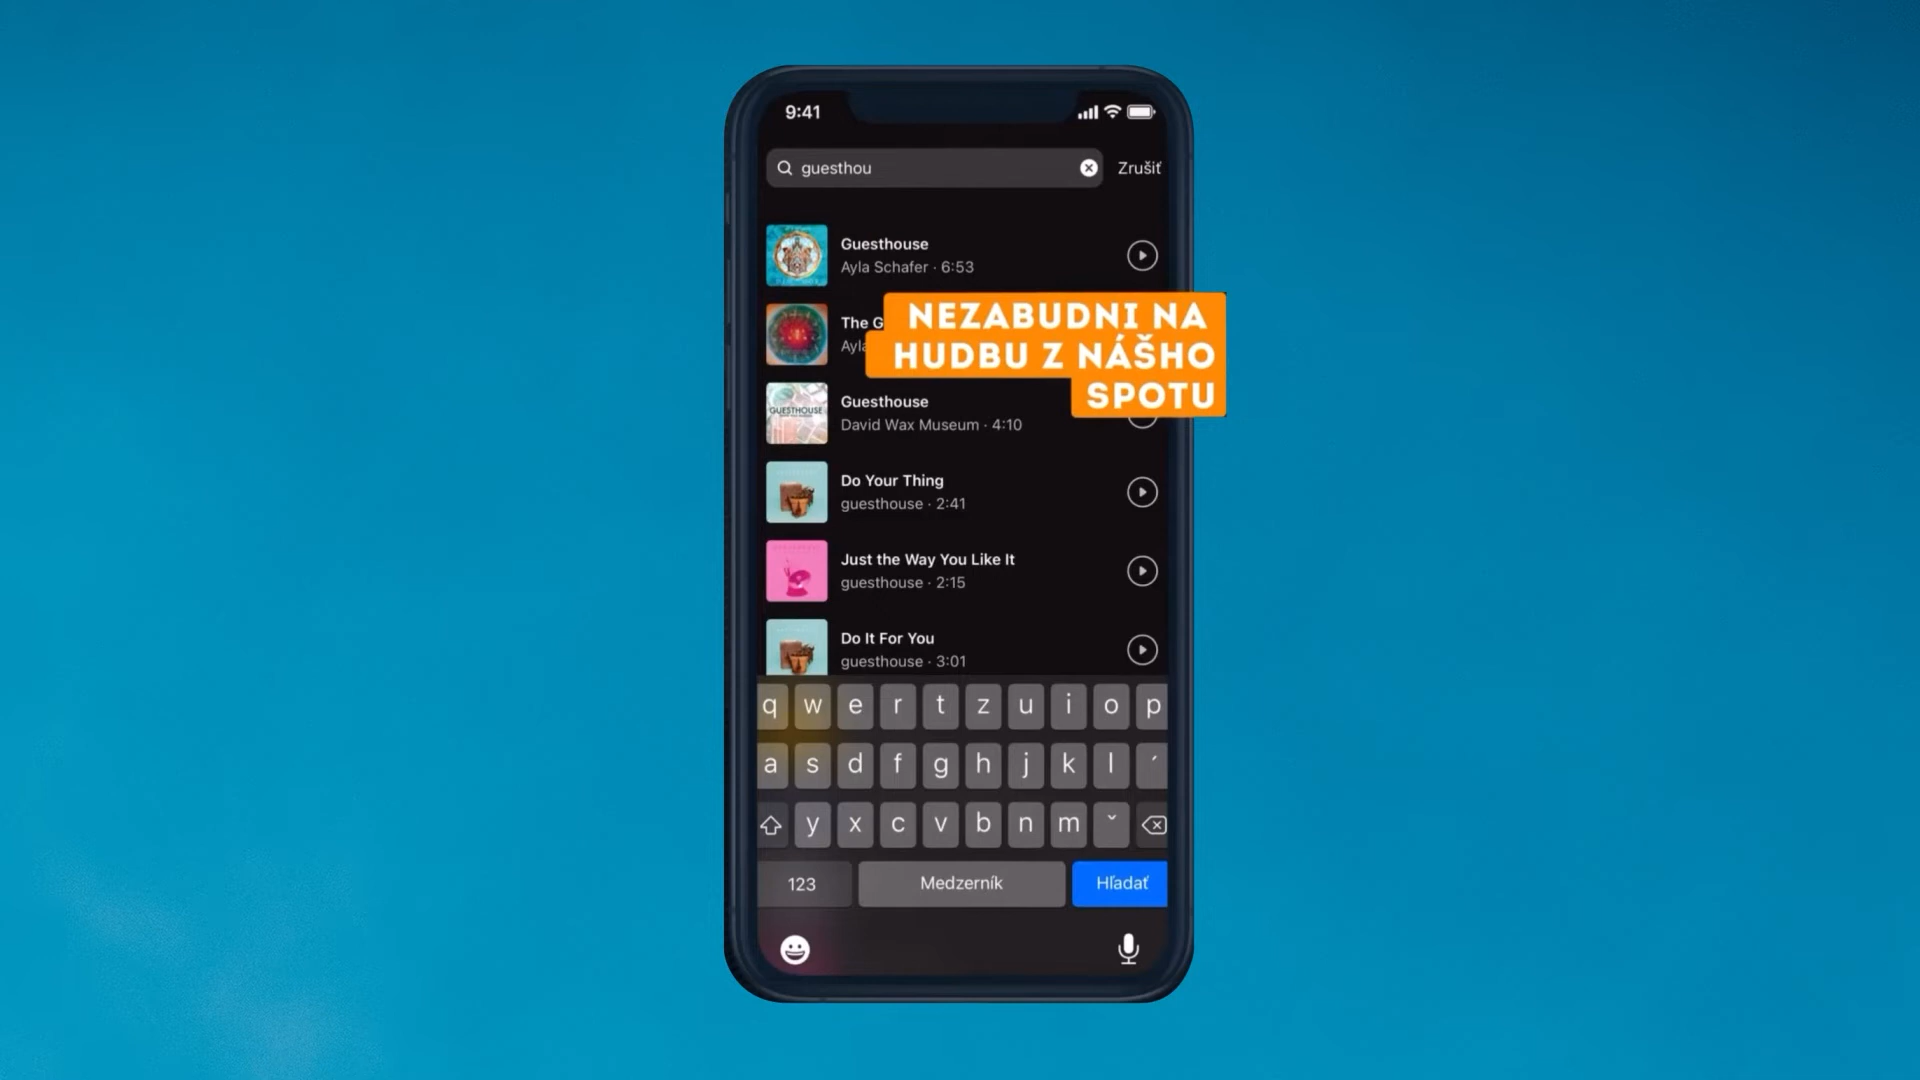 9:41
guesthou
Zrušiť
Guesthouse
Ayla Schafer · 6:53
The G
Ayla
NEZABUDNI NA
HUDBU Z NÁŠHO
SPOTU
GUESTHOUSE
Guesthouse
David Wax Museum · 4:10
Do Your Thing
guesthouse · 2:41
Just the Way You Like It
guesthouse · 2:15
Do It For You
guesthouse · 3:01
q w e r t z u i o p
a s d f g h j k l ´
y x c v b n m ˇ
123 Medzerník Hľadať